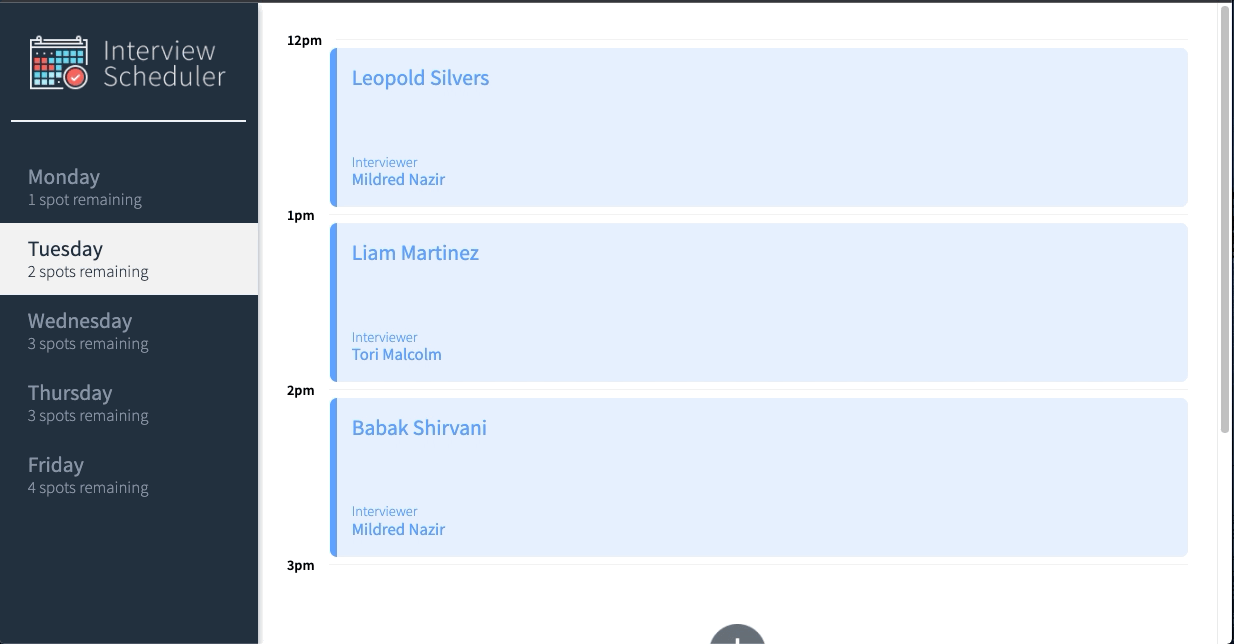 Interview
Scheduler
Monday
1 spot remaining
Tuesday
2 spots remaining
Wednesday
3 spots remaining
Thursday
3 spots remaining
Friday
4 spots remaining
12pm
Leopold Silvers
Interviewer
Mildred Nazir
1pm
Liam Martinez
Interviewer
Tori Malcolm
2pm
Babak Shirvani
Interviewer
Mildred Nazir
3pm